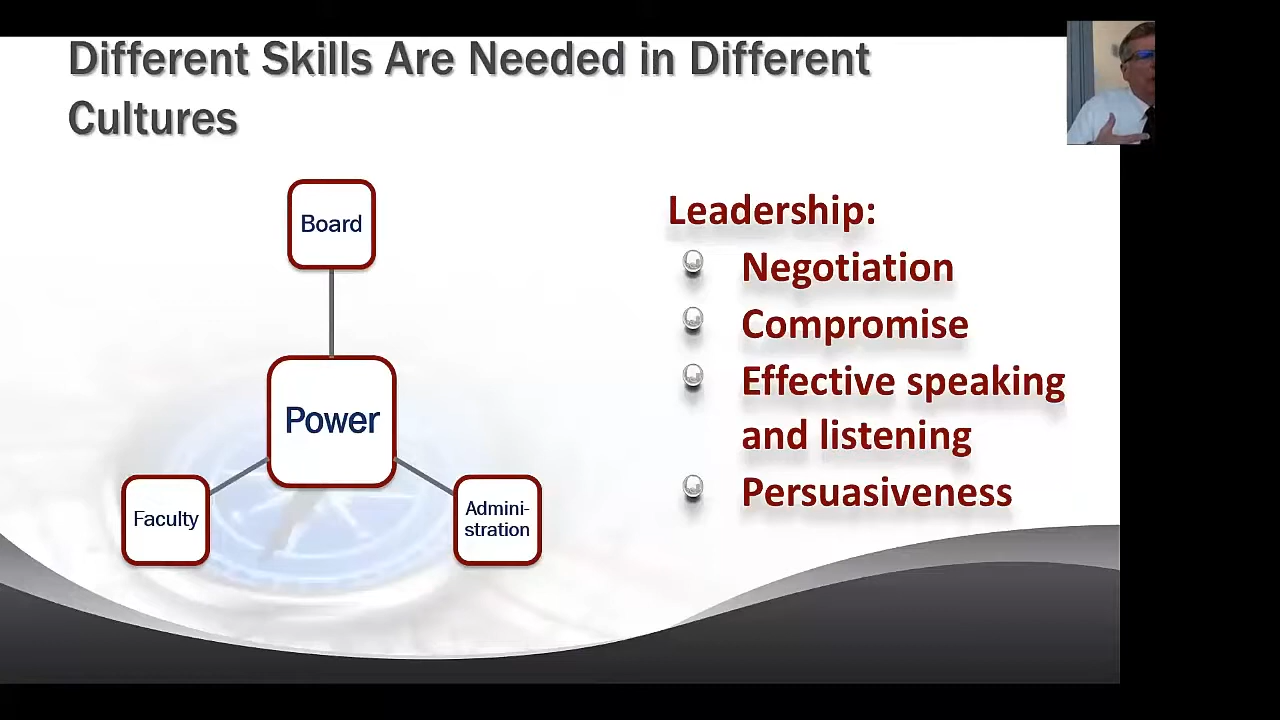 Different Skills Are Needed in Different
Cultures
Board
Power
Faculty
Admini-
stration
Leadership:
Negotiation
Compromise
Effective speaking
and listening
Persuasiveness